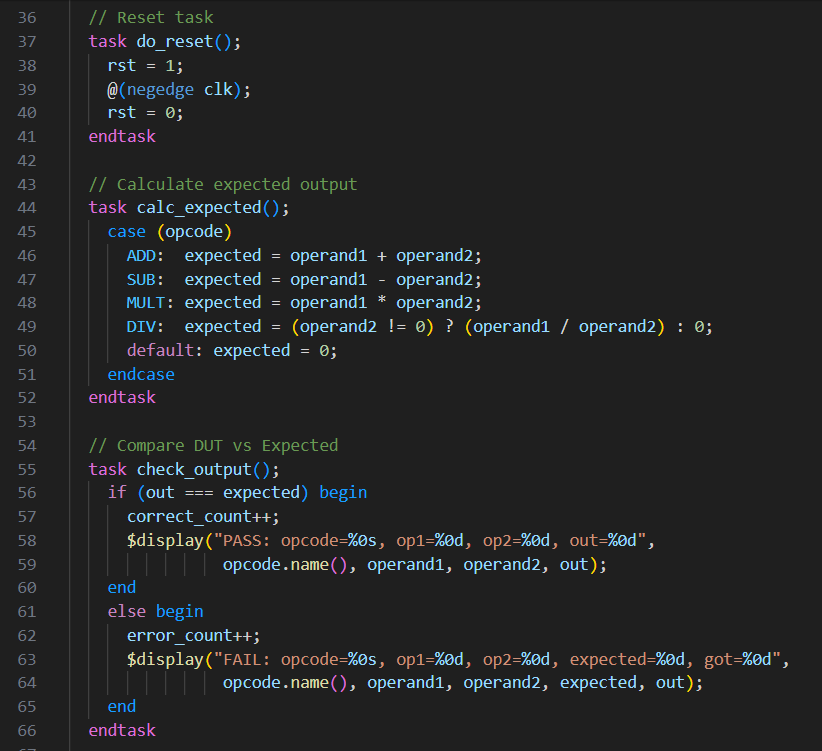 36 // Reset task
37 task do_reset();
38 rst = 1;
39 @(negedge clk);
40 rst = 0;
41 endtask
42
43 // Calculate expected output
44 task calc_expected();
45 case (opcode)
46 ADD: expected = operand1 + operand2;
47 SUB: expected = operand1 - operand2;
48 MULT: expected = operand1 * operand2;
49 DIV: expected = (operand2 != 0) ? (operand1 / operand2) : 0;
50 default: expected = 0;
51 endcase
52 endtask
53
54 // Compare DUT vs Expected
55 task check_output();
56 if (out === expected) begin
57 correct_count++;
58 $display("PASS: opcode=%0s, op1=%0d, op2=%0d, out=%0d",
59 opcode.name(), operand1, operand2, out);
60 end
61 else begin
62 error_count++;
63 $display("FAIL: opcode=%0s, op1=%0d, op2=%0d, expected=%0d, got=%0d",
64 opcode.name(), operand1, operand2, expected, out);
65 end
66 endtask